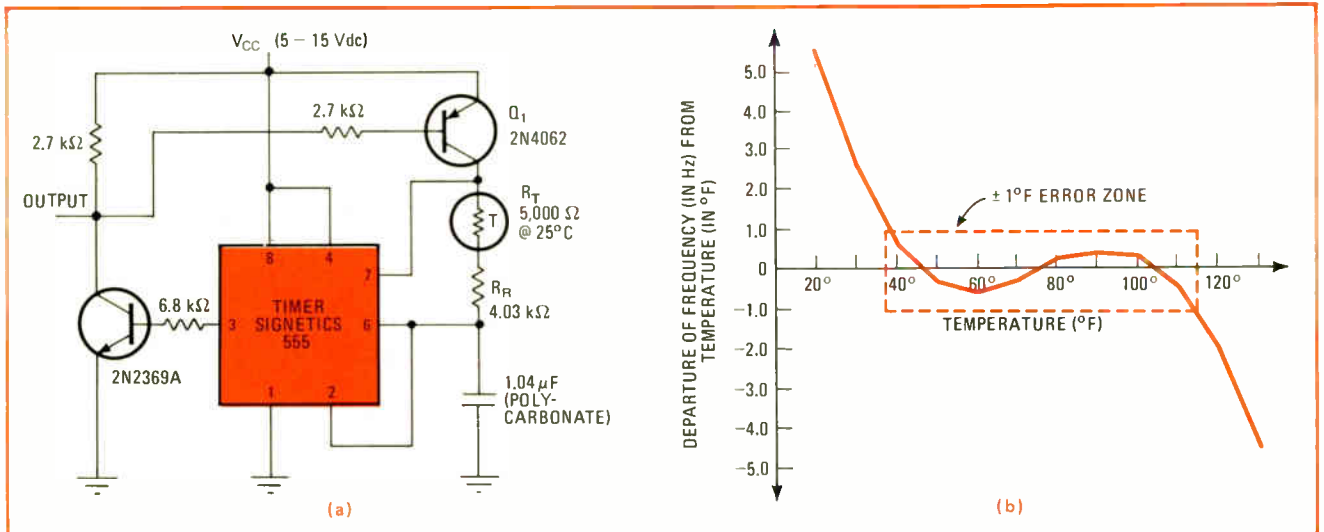 V_CC (5 – 15 Vdc)
2.7 kΩ
2.7 kΩ
Q1
2N4062
OUTPUT
RT
5,000 Ω
@ 25°C
T
8
4
7
RR
4.03 kΩ
6.8 kΩ
3
TIMER
SIGNETICS
555
6
2N2369A
1
2
1.04 μF
(POLY-
CARBONATE)
(a)
DEPARTURE OF FREQUENCY (IN Hz) FROM
TEMPERATURE (IN °F)
5.0
4.0
3.0
2.0
1.0
0
-1.0
-2.0
-3.0
-4.0
-5.0
± 1°F ERROR ZONE
20° 40° 60° 80° 100° 120°
TEMPERATURE (°F)
(b)